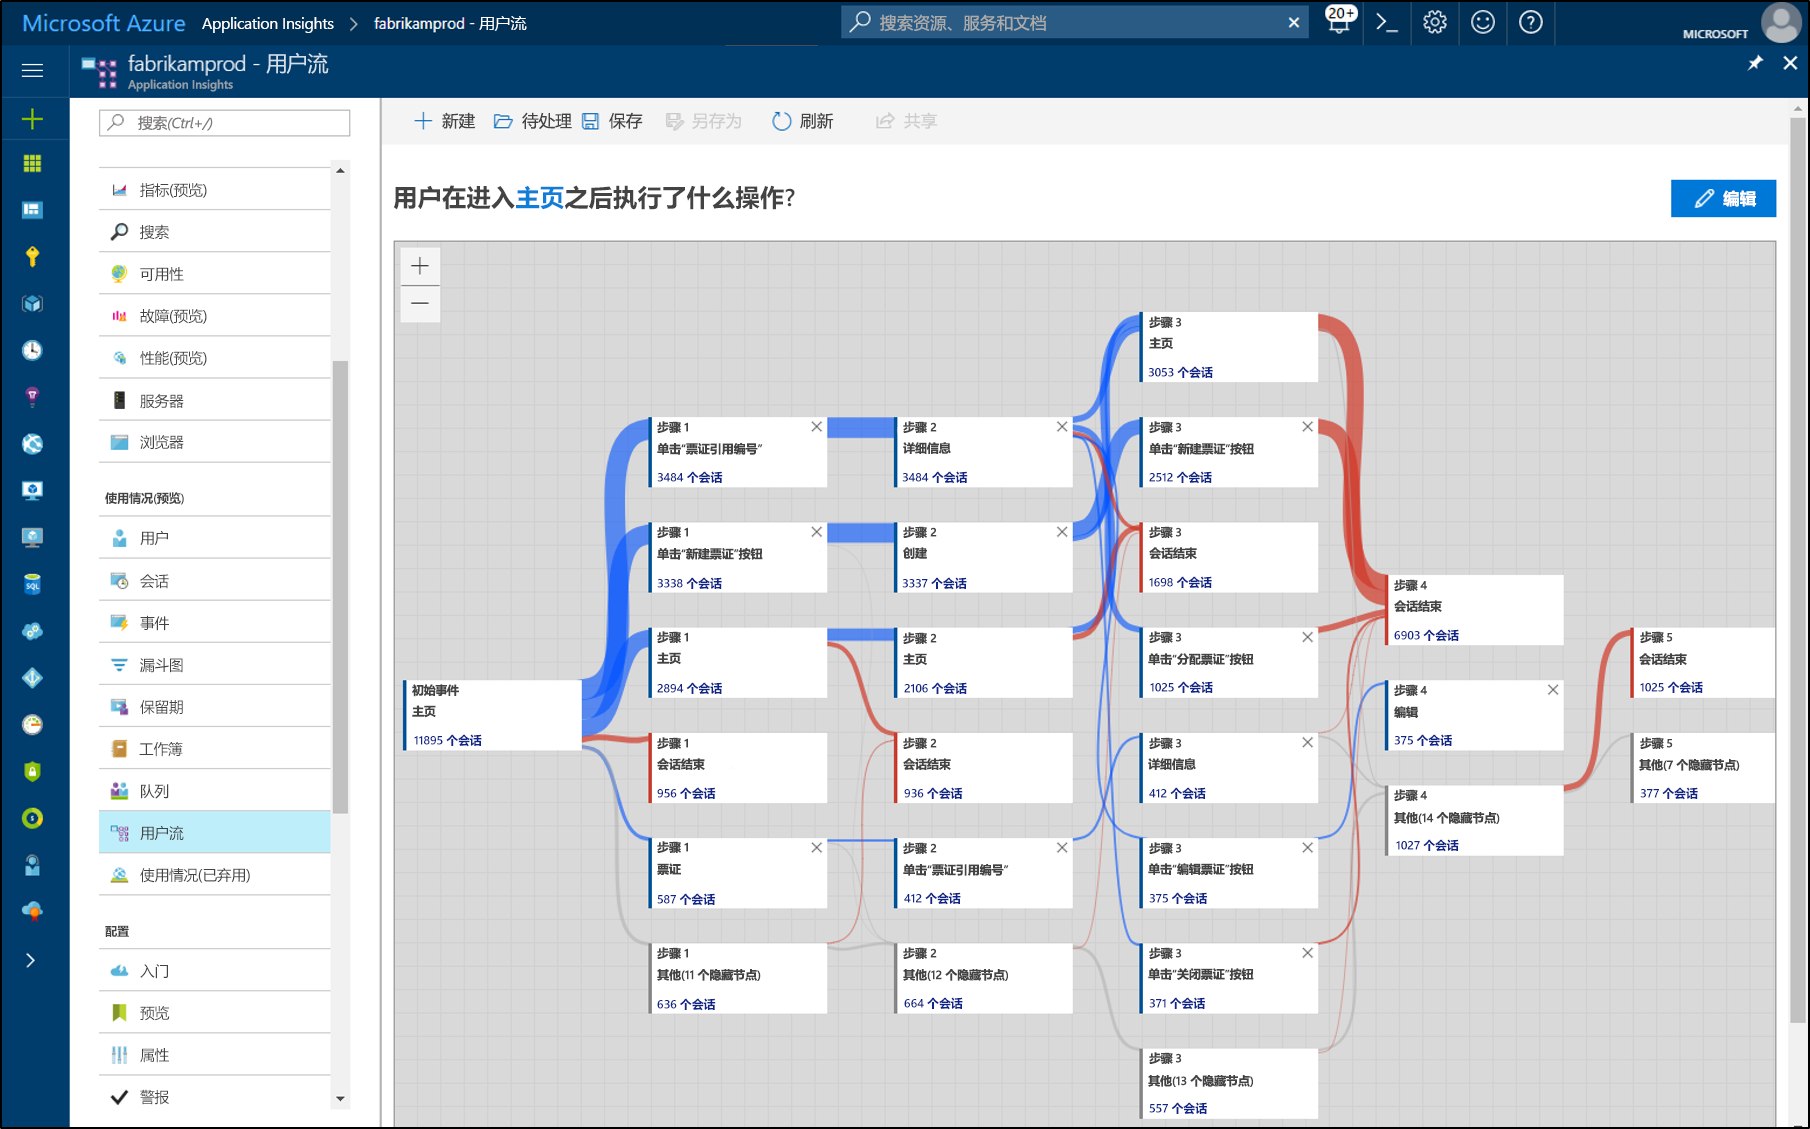 Microsoft Azure Application Insights > fabrikamprod - 用户流
搜索资源、服务和文档
20+
MICROSOFT
fabrikamprod - 用户流
Application Insights
搜索(Ctrl+/)
指标(预览)
搜索
可用性
故障(预览)
性能(预览)
服务器
浏览器
使用情况(预览)
用户
会话
事件
漏斗图
保留期
工作簿
队列
用户流
使用情况(已弃用)
配置
入门
预览
属性
警报
新建
待处理
保存
另存为
刷新
共享
用户在进入主页之后执行了什么操作?
编辑
初始事件
主页
11895 个会话
步骤 1
单击“票证引用编号”
3484 个会话
步骤 1
单击“新建票证”按钮
3338 个会话
步骤 1
主页
2894 个会话
步骤 1
会话结束
956 个会话
步骤 1
票证
587 个会话
步骤 1
其他(11 个隐藏节点)
636 个会话
步骤 2
详细信息
3484 个会话
步骤 2
创建
3337 个会话
步骤 2
主页
2106 个会话
步骤 2
会话结束
936 个会话
步骤 2
单击“票证引用编号”
412 个会话
步骤 2
其他(12 个隐藏节点)
664 个会话
步骤 3
主页
3053 个会话
步骤 3
单击“新建票证”按钮
2512 个会话
步骤 3
会话结束
1698 个会话
步骤 3
单击“分配票证”按钮
1025 个会话
步骤 3
详细信息
412 个会话
步骤 3
单击“编辑票证”按钮
375 个会话
步骤 3
单击“关闭票证”按钮
371 个会话
步骤 3
其他(13 个隐藏节点)
557 个会话
步骤 4
会话结束
6903 个会话
步骤 4
编辑
375 个会话
步骤 4
其他(14 个隐藏节点)
1027 个会话
步骤 5
会话结束
1025 个会话
步骤 5
其他(7 个隐藏节点)
377 个会话